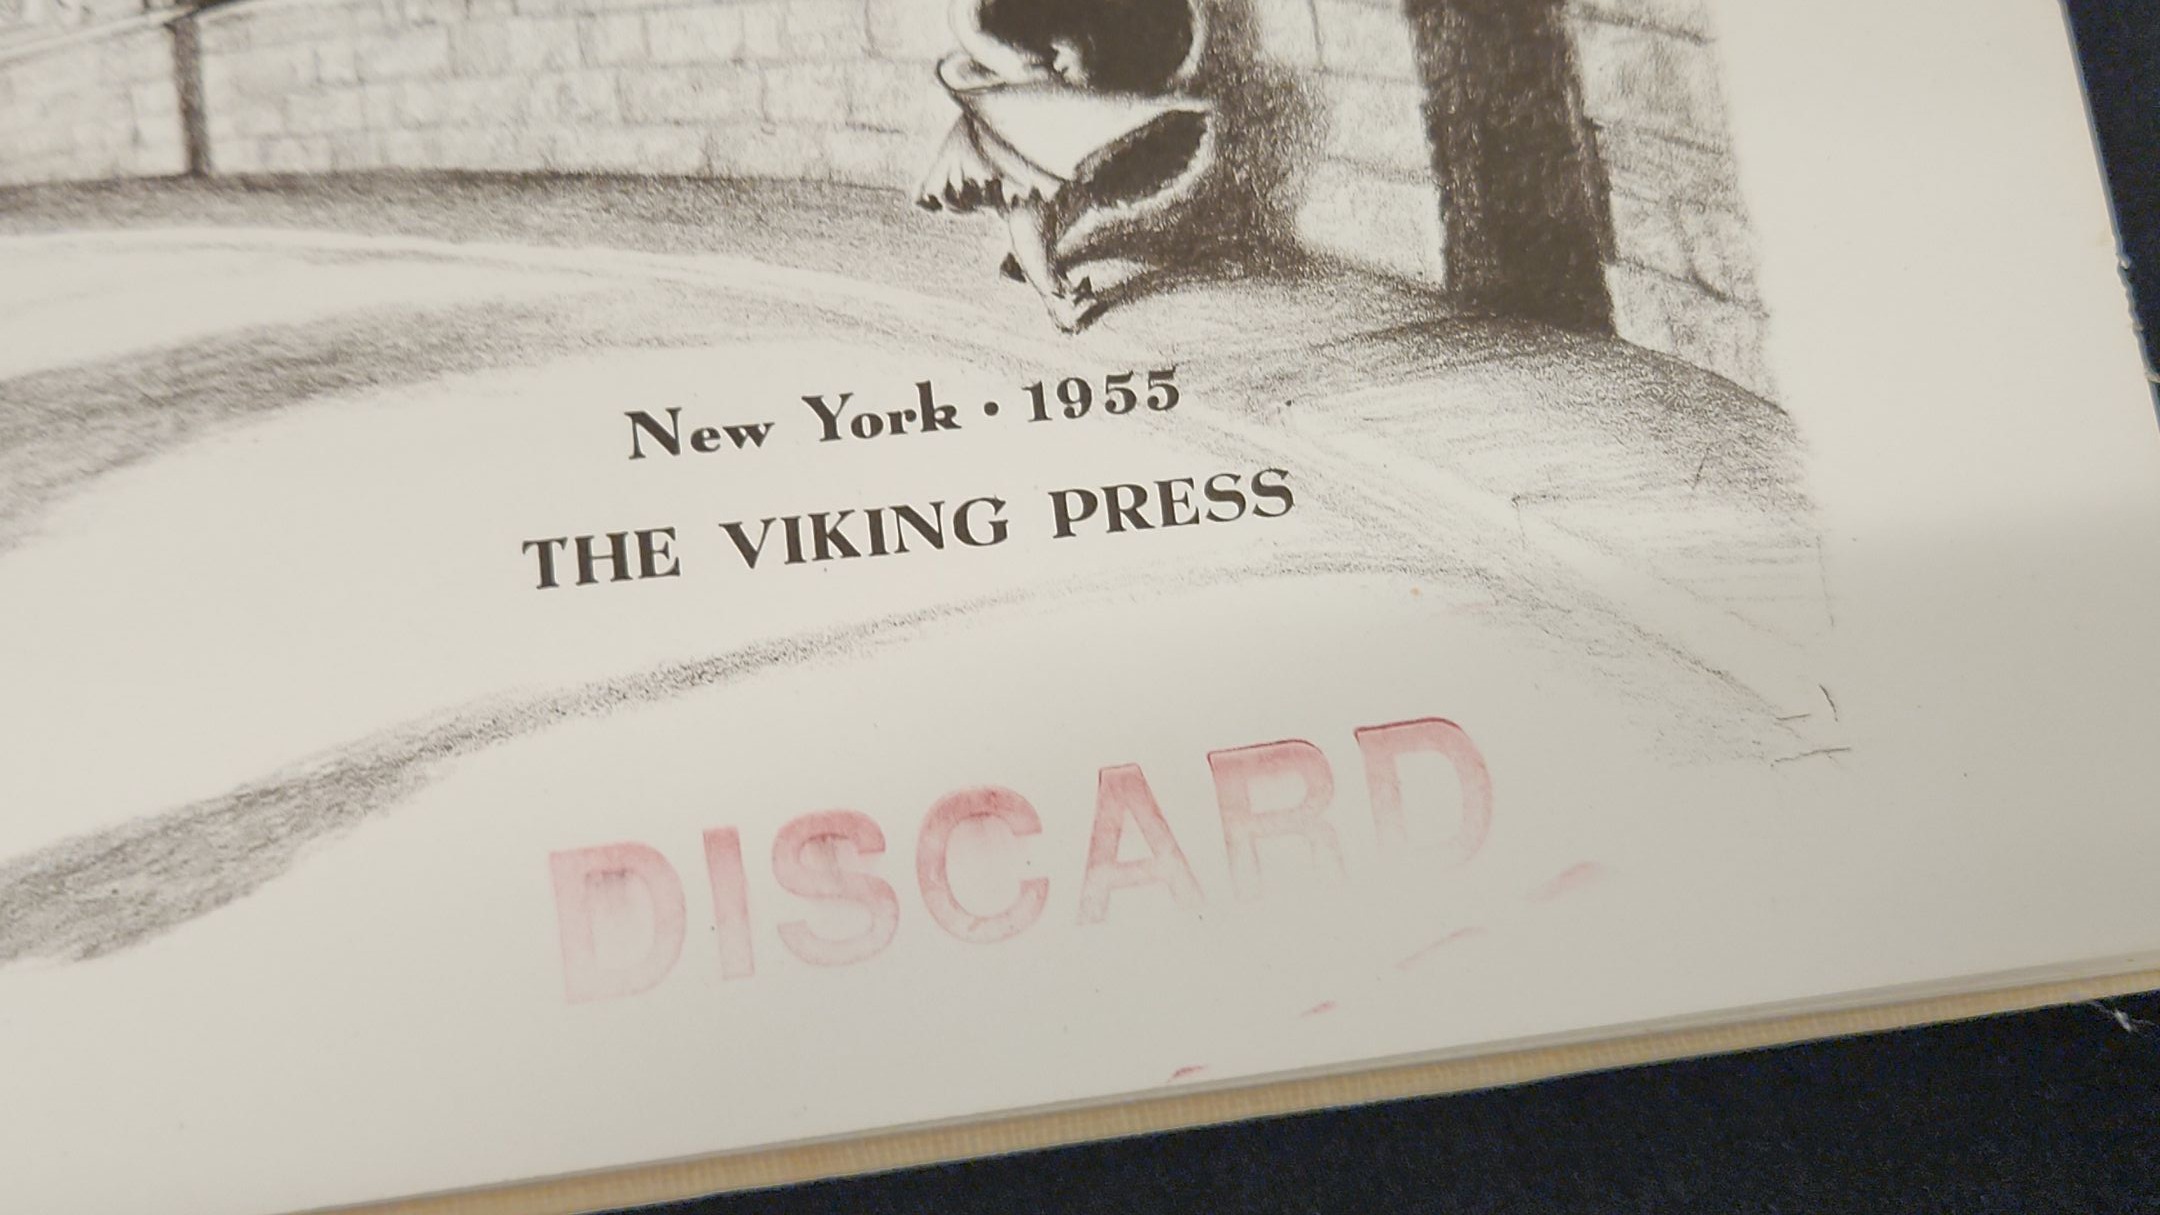 New York • 1955
THE VIKING PRESS
DISCARD